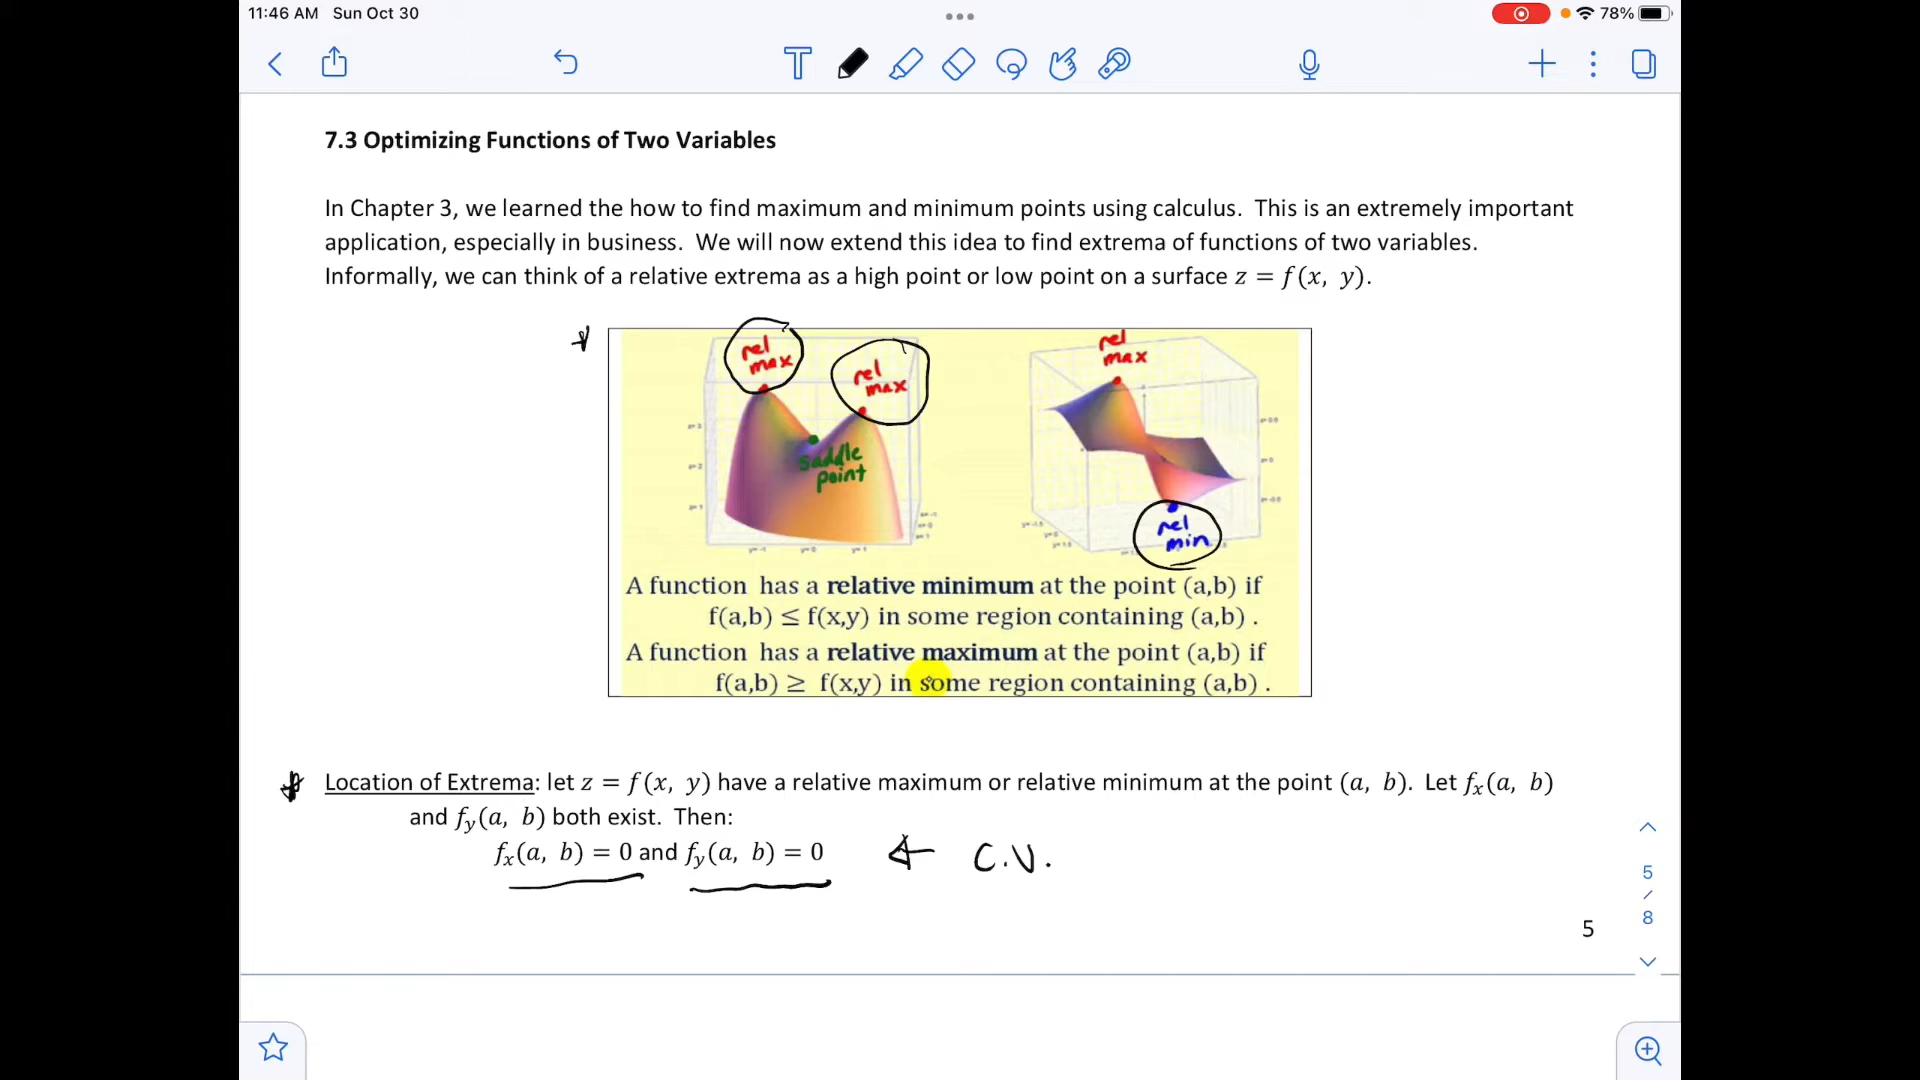 11:46 AM Sun Oct 30
78%
7.3 Optimizing Functions of Two Variables
In Chapter 3, we learned the how to find maximum and minimum points using calculus. This is an extremely important
application, especially in business. We will now extend this idea to find extrema of functions of two variables.
Informally, we can think of a relative extrema as a high point or low point on a surface z = f(x, y).
rel
max
rel
max
saddle
point
rel
max
rel
min
A function has a relative minimum at the point (a,b) if
f(a,b) ≤ f(x,y) in some region containing (a,b) .
A function has a relative maximum at the point (a,b) if
f(a,b) ≥ f(x,y) in some region containing (a,b) .
Location of Extrema: let z = f(x, y) have a relative maximum or relative minimum at the point (a, b). Let fₓ(a, b)
and f_y(a, b) both exist. Then:
fₓ(a, b) = 0 and f_y(a, b) = 0 ← C.V.
5
/
8
5